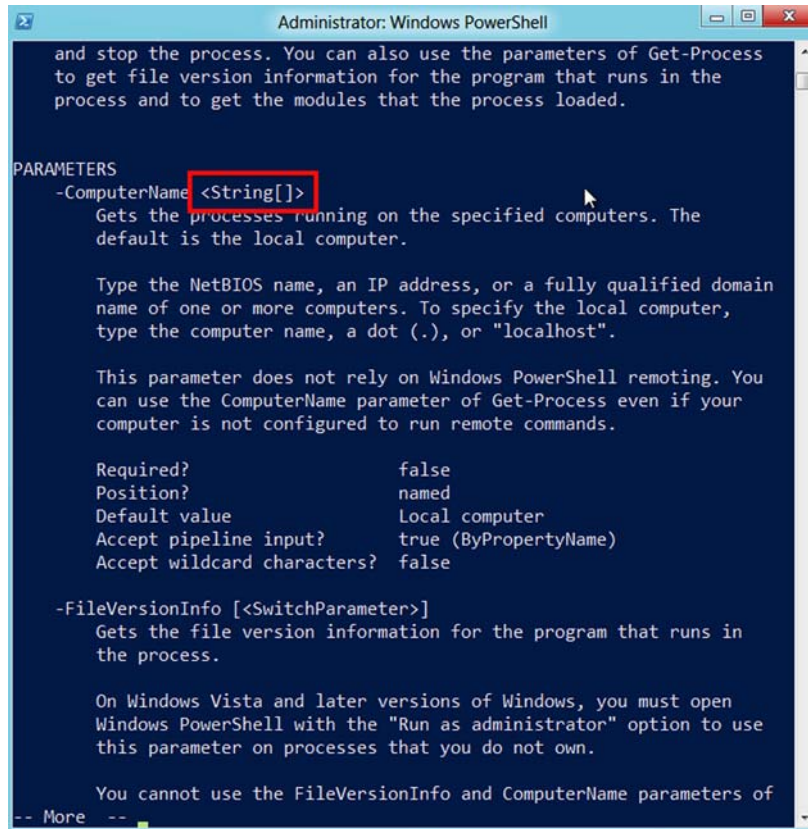 Administrator: Windows PowerShell
and stop the process. You can also use the parameters of Get-Process
to get file version information for the program that runs in the
process and to get the modules that the process loaded.
PARAMETERS
-ComputerName <String[]>
Gets the processes running on the specified computers. The
default is the local computer.
Type the NetBIOS name, an IP address, or a fully qualified domain
name of one or more computers. To specify the local computer,
type the computer name, a dot (.), or "localhost".
This parameter does not rely on Windows PowerShell remoting. You
can use the ComputerName parameter of Get-Process even if your
computer is not configured to run remote commands.
Required? false
Position? named
Default value Local computer
Accept pipeline input? true (ByPropertyName)
Accept wildcard characters? false
-FileVersionInfo [<SwitchParameter>]
Gets the file version information for the program that runs in
the process.
On Windows Vista and later versions of Windows, you must open
Windows PowerShell with the "Run as administrator" option to use
this parameter on processes that you do not own.
You cannot use the FileVersionInfo and ComputerName parameters of
-- More --